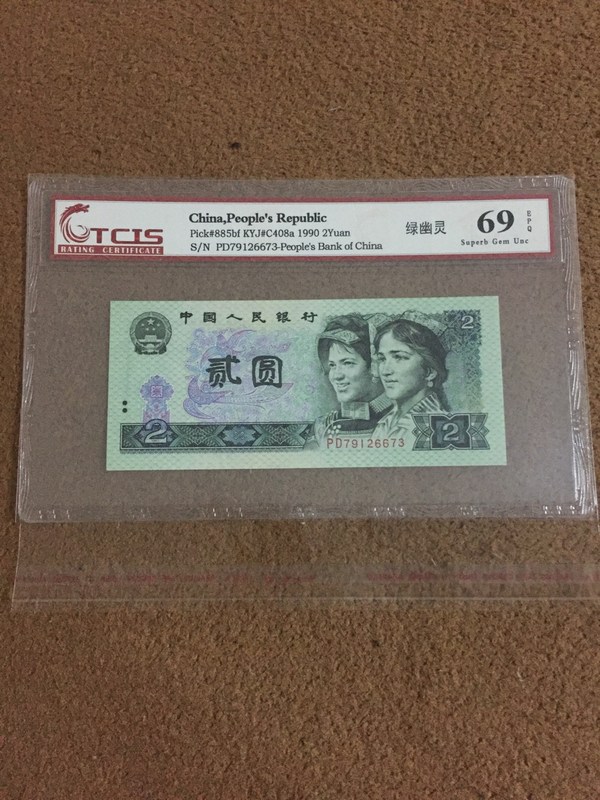 TCIS
RATING CERTIFICATE
China,People's Republic
Pick#885bf KYJ#C408a 1990 2Yuan
S/N PD79126673-People's Bank of China
绿幽灵
69 EPQ
Superb Gem Unc
中国人民银行
2
贰圆
2
PD79126673
2